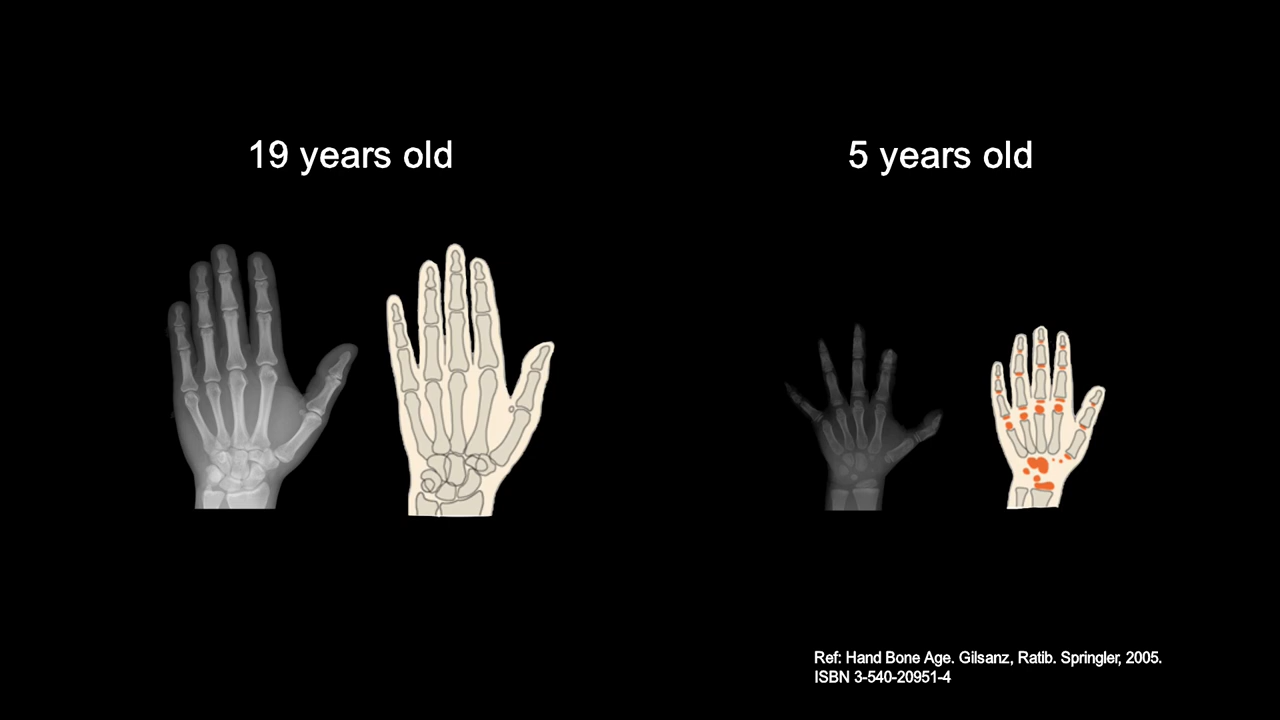 19 years old
5 years old
Ref: Hand Bone Age. Gilsanz, Ratib. Springler, 2005.
ISBN 3-540-20951-4